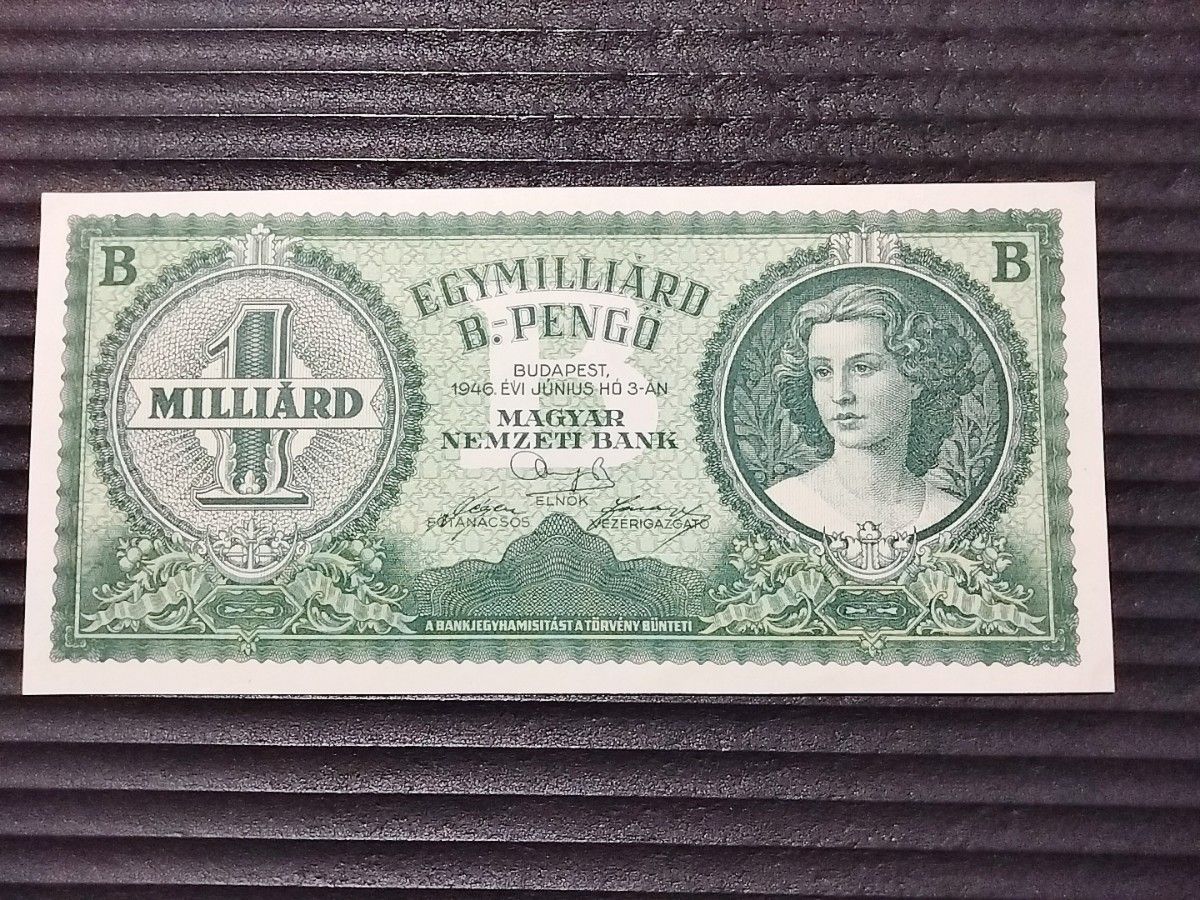 B
B
EGYMILLIÁRD
B.-PENGŐ
BUDAPEST,
1946. ÉVI JÚNIUS HÓ 3-ÁN
MAGYAR
NEMZETI BANK
1
MILLIÁRD
B
ELNÖK
FŐTANÁCSOS
VEZÉRIGAZGATÓ
A BANKJEGYHAMISITÁST A TÖRVÉNY BÜNTETI